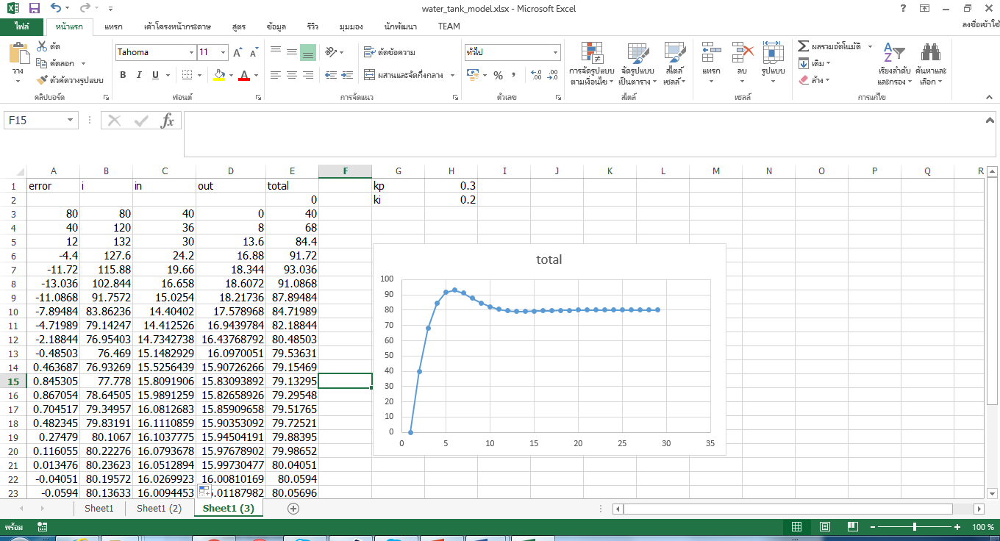 water_tank_model.xlsx - Microsoft Excel
ไฟล์ หน้าแรก แทรก เค้าโครงหน้ากระดาษ สูตร ข้อมูล รีวิว มุมมอง นักพัฒนา TEAM ลงชื่อเข้าใช้
วาง ตัด คัดลอก ตัวคัดวางรูปแบบ
Tahoma 11
B I U A
ตัดข้อความ
ผสานและจัดกึ่งกลาง
ทั่วไป
%
การจัดรูปแบบตามเงื่อนไข จัดรูปแบบเป็นตาราง สไตล์เซลล์
แทรก ลบ รูปแบบ
ผลรวมอัตโนมัติ
เติม
ล้าง
เรียงลำดับและกรอง ค้นหาและเลือก
คลิปบอร์ด ฟอนต์ การจัดแนว ตัวเลข สไตล์ เซลล์ การแก้ไข
F15 fx
A B C D E F G H I J K L M N O P Q R
1 error i in out total kp 0.3
2 0 ki 0.2
3 80 80 40 0 40
4 40 120 36 8 68
5 12 132 30 13.6 84.4
6 -4.4 127.6 24.2 16.88 91.72
7 -11.72 115.88 19.66 18.344 93.036
8 -13.036 102.844 16.658 18.6072 91.0868
9 -11.0868 91.7572 15.0254 18.21736 87.89484
10 -7.89484 83.86236 14.40402 17.578968 84.71989
11 -4.71989 79.14247 14.412526 16.9439784 82.18844
12 -2.18844 76.95403 14.7342738 16.43768792 80.48503
13 -0.48503 76.469 15.1482929 16.0970051 79.53631
14 0.463687 76.93269 15.5256439 15.90726266 79.15469
15 0.845305 77.778 15.8091906 15.83093892 79.13295
16 0.867054 78.64505 15.9891259 15.82658926 79.29548
17 0.704517 79.34957 16.0812683 15.85909658 79.51765
18 0.482345 79.83191 16.1110859 15.90353092 79.72521
19 0.27479 80.1067 16.1037775 15.94504191 79.88395
20 0.116055 80.22276 16.0793678 15.97678902 79.98652
21 0.013476 80.23623 16.0512894 15.99730477 80.04051
22 -0.04051 80.19572 16.0269923 16.00810169 80.0594
23 -0.0594 80.13633 16.0094453 .01187982 80.05696
total
100
90
80
70
60
50
40
30
20
10
0
0 5 10 15 20 25 30 35
Sheet1 Sheet1 (2) Sheet1 (3)
พร้อม 100 %